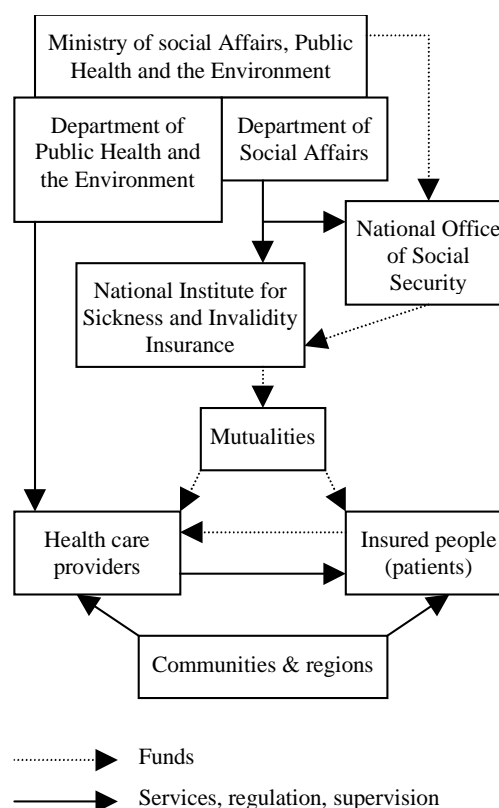 Ministry of social Affairs, Public
Health and the Environment
Department of
Public Health and
the Environment
Department of
Social Affairs
National Office
of Social
Security
National Institute for
Sickness and Invalidity
Insurance
Mutualities
Health care
providers
Insured people
(patients)
Communities & regions
Funds
Services, regulation, supervision